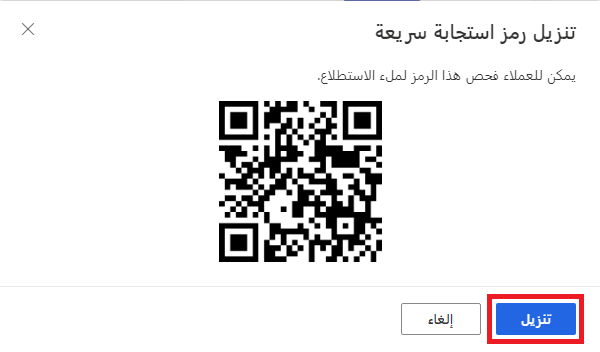 تنزيل رمز استجابة سريعة
يمكن للعملاء فحص هذا الرمز لملء الاستطلاع.
تنزيل
إلغاء